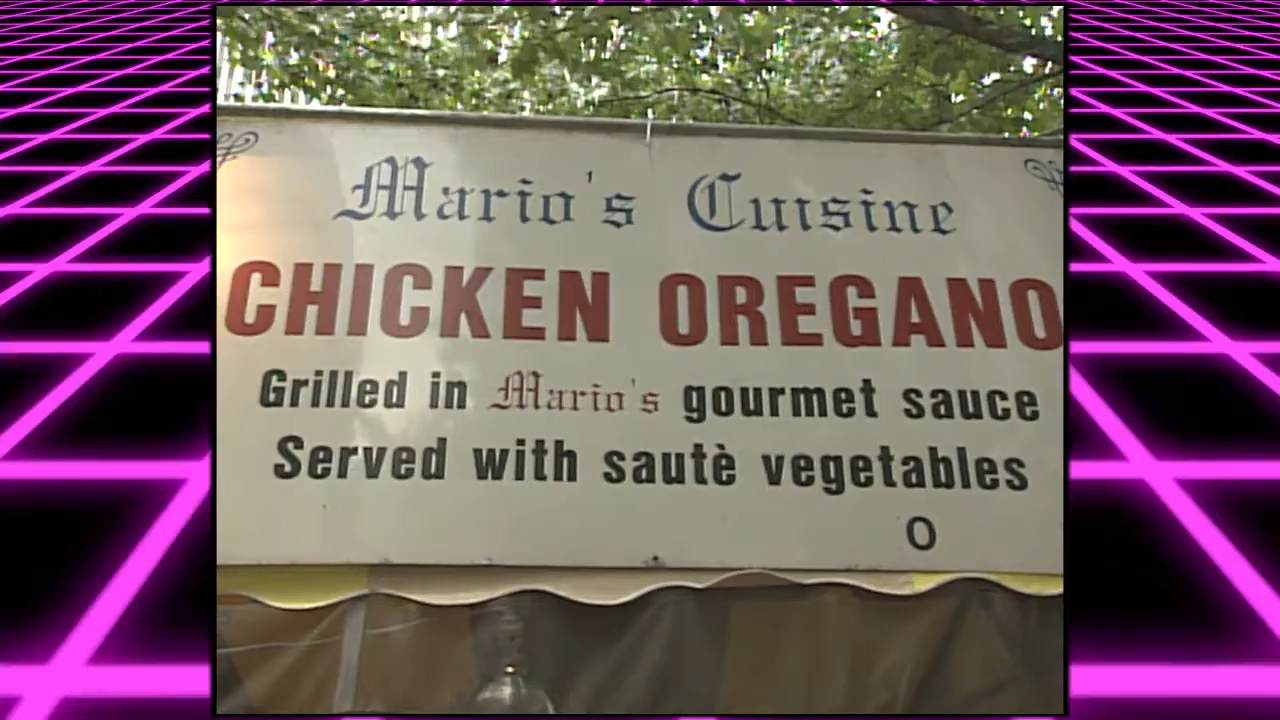 Mario's Cuisine
CHICKEN OREGANO
Grilled in Mario's gourmet sauce
Served with sautè vegetables
O